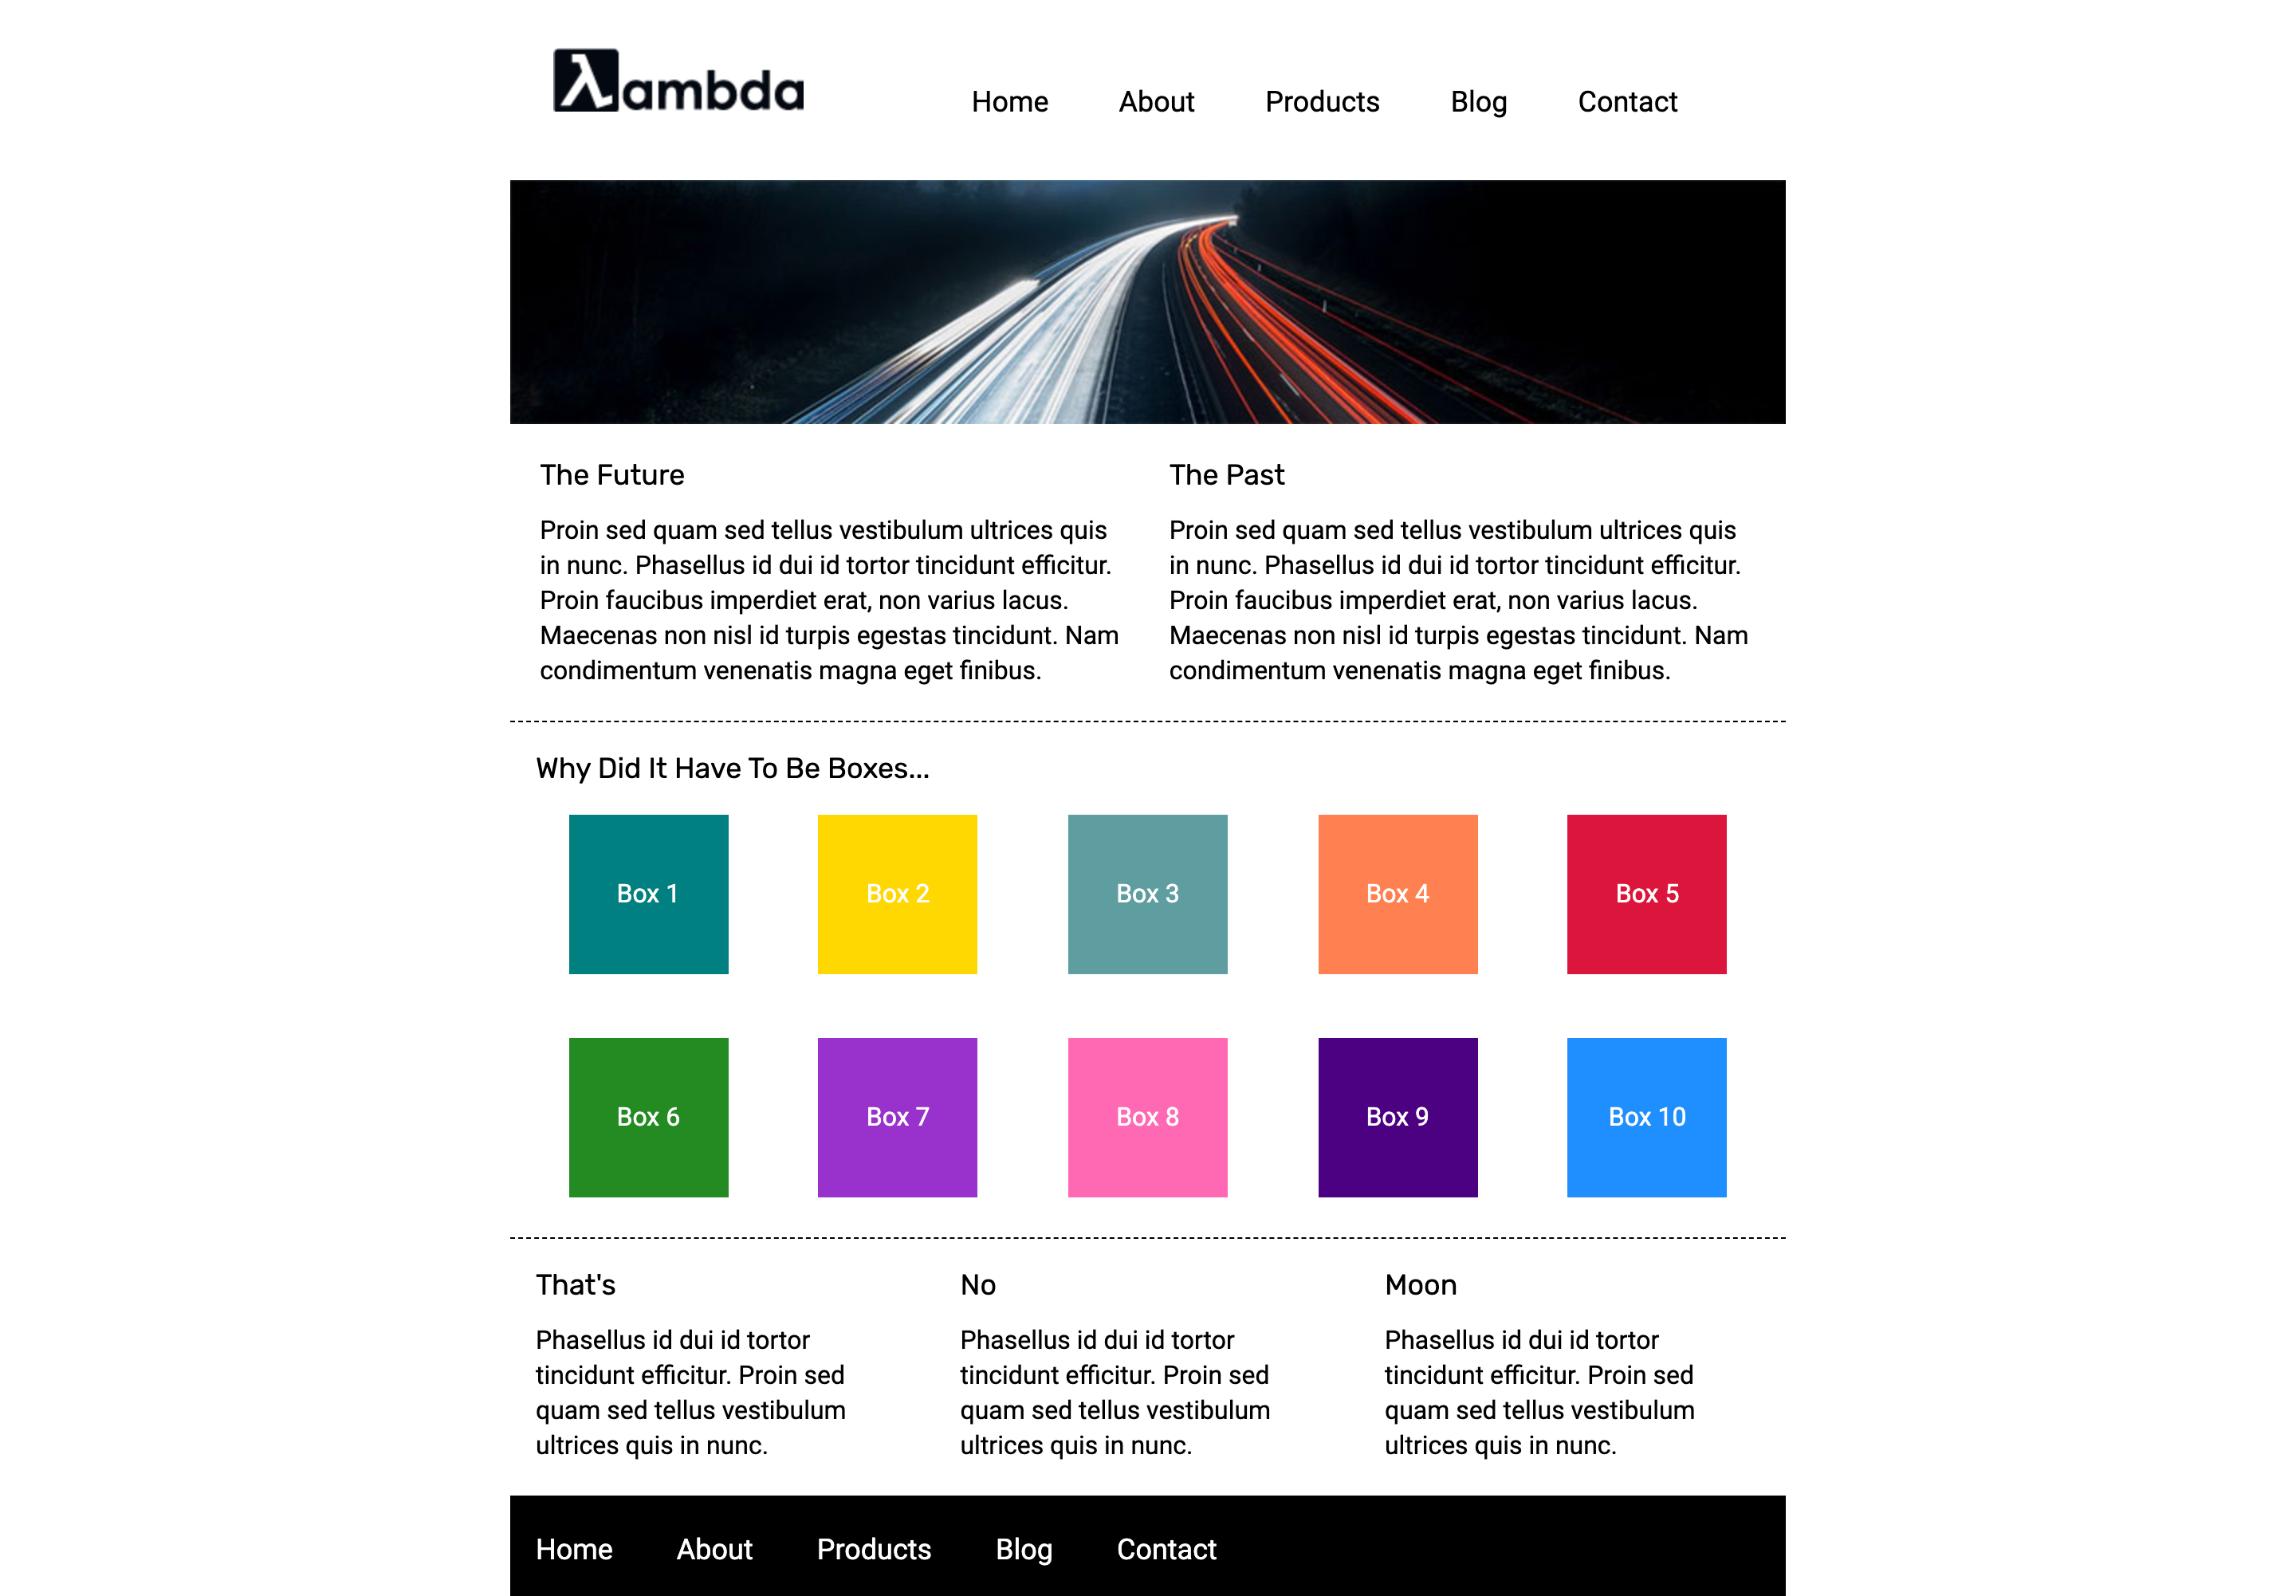 λambda
Home About Products Blog Contact
The Future
Proin sed quam sed tellus vestibulum ultrices quis
in nunc. Phasellus id dui id tortor tincidunt efficitur.
Proin faucibus imperdiet erat, non varius lacus.
Maecenas non nisl id turpis egestas tincidunt. Nam
condimentum venenatis magna eget finibus.
The Past
Proin sed quam sed tellus vestibulum ultrices quis
in nunc. Phasellus id dui id tortor tincidunt efficitur.
Proin faucibus imperdiet erat, non varius lacus.
Maecenas non nisl id turpis egestas tincidunt. Nam
condimentum venenatis magna eget finibus.
Why Did It Have To Be Boxes...
Box 1
Box 2
Box 3
Box 4
Box 5
Box 6
Box 7
Box 8
Box 9
Box 10
That's
Phasellus id dui id tortor
tincidunt efficitur. Proin sed
quam sed tellus vestibulum
ultrices quis in nunc.
No
Phasellus id dui id tortor
tincidunt efficitur. Proin sed
quam sed tellus vestibulum
ultrices quis in nunc.
Moon
Phasellus id dui id tortor
tincidunt efficitur. Proin sed
quam sed tellus vestibulum
ultrices quis in nunc.
Home About Products Blog Contact